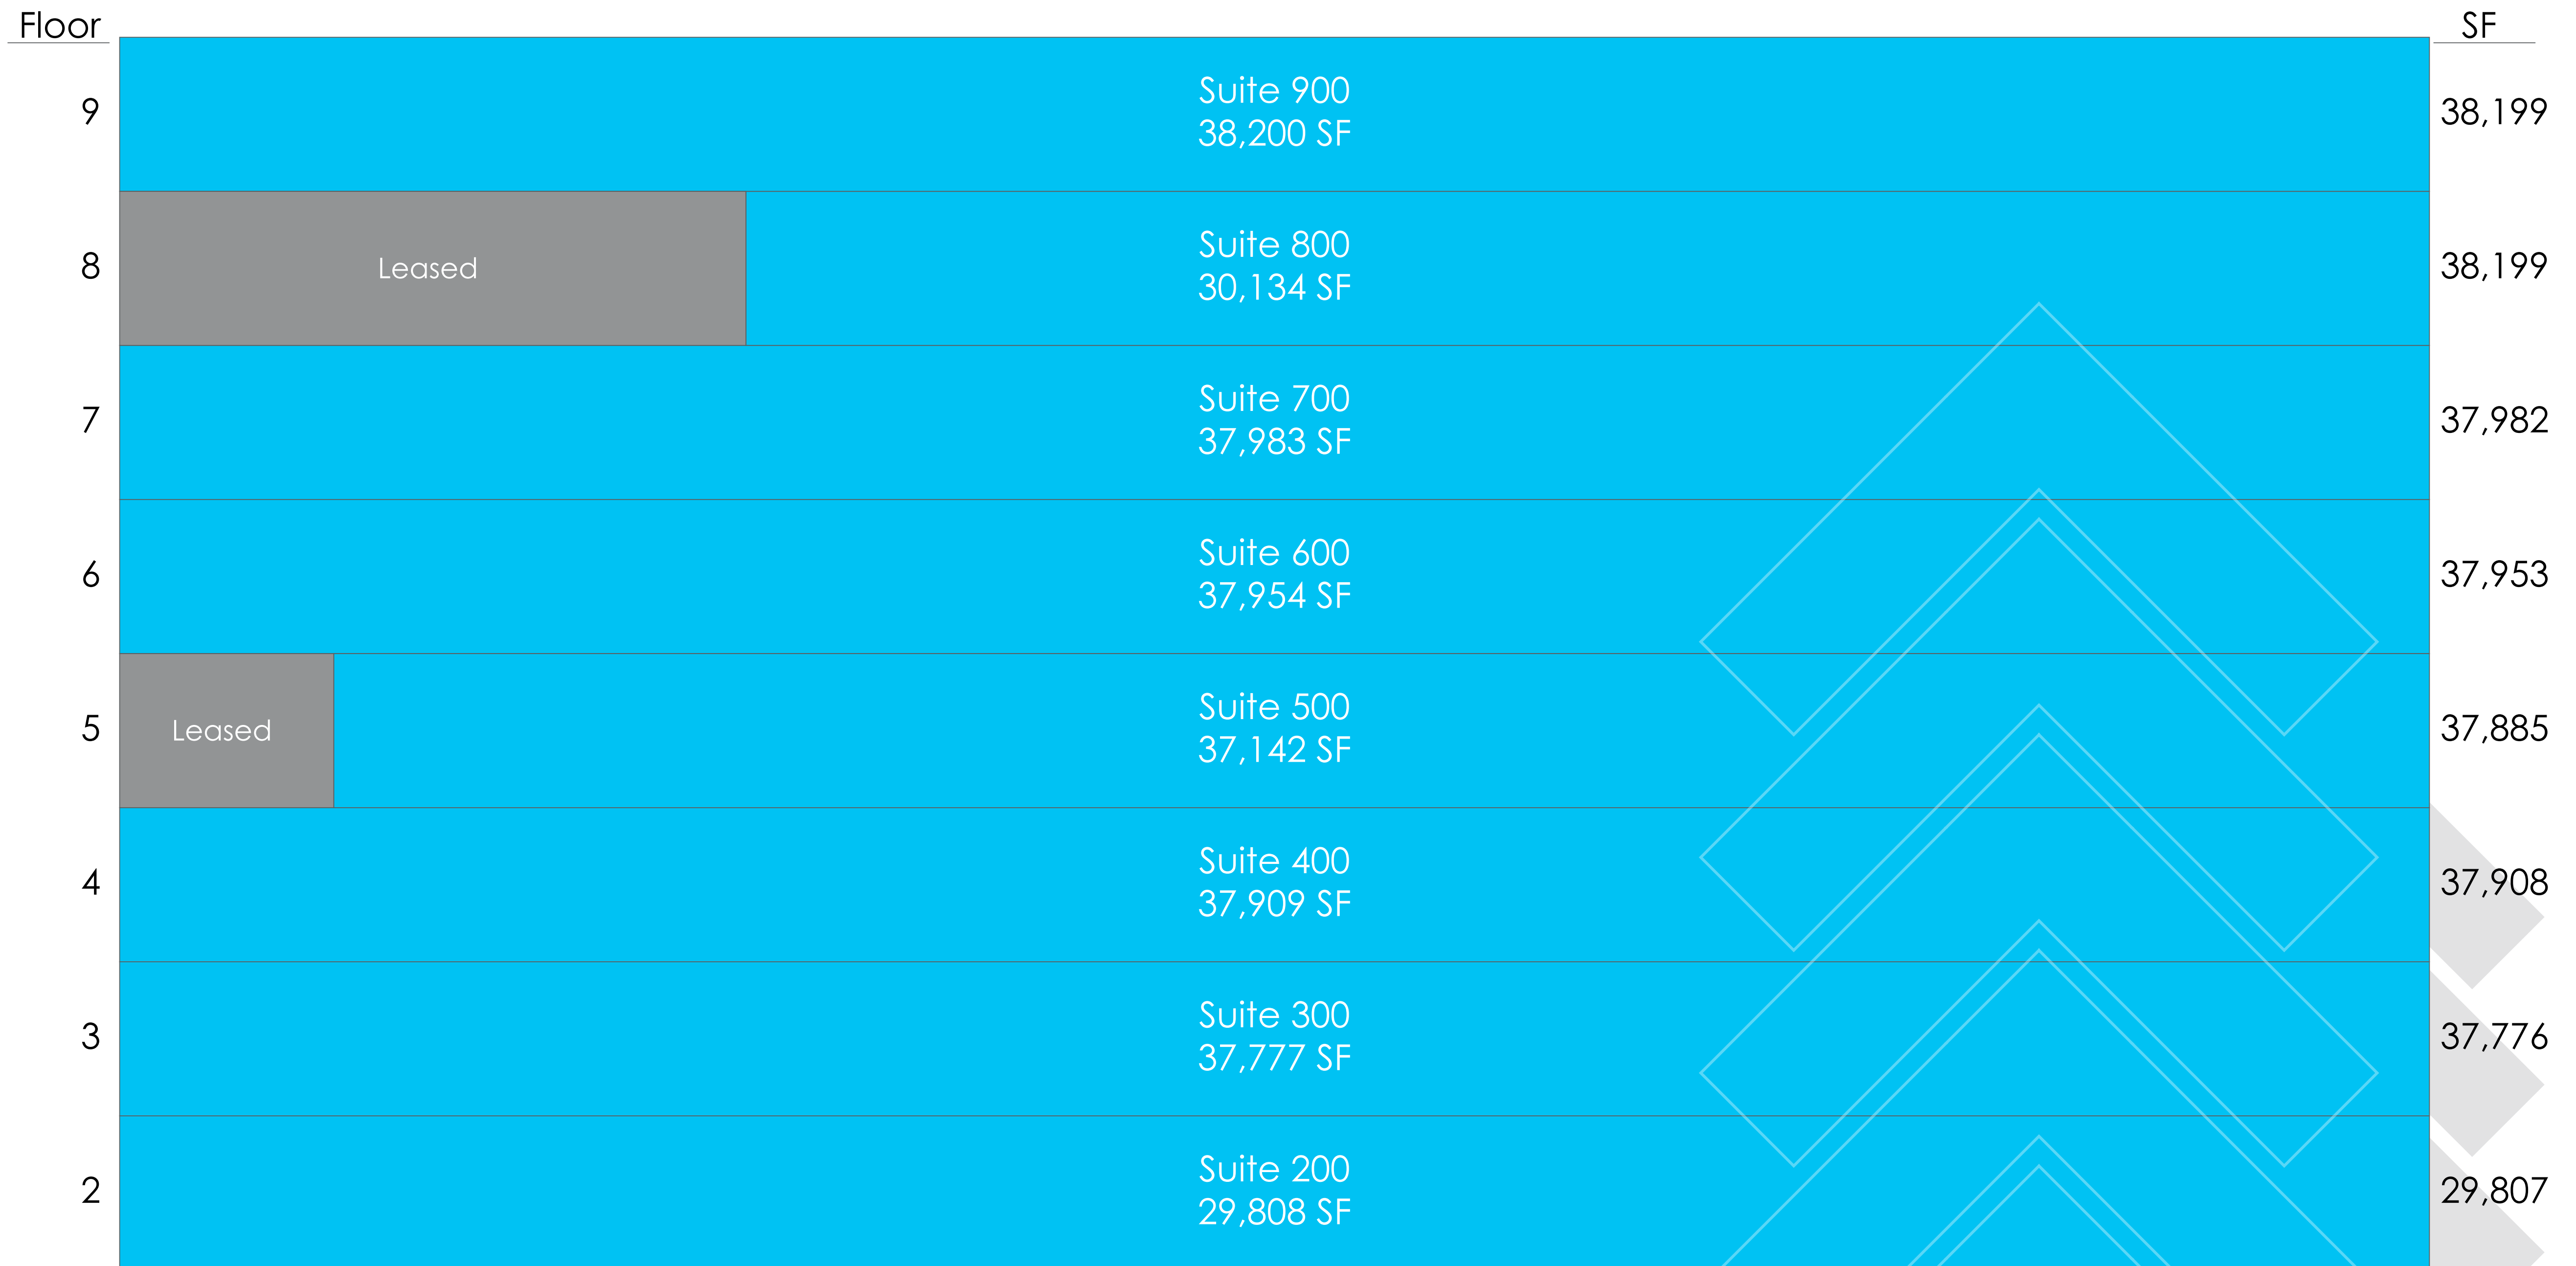 Floor
SF
9
Suite 900
38,200 SF
38,199
8
Leased
Suite 800
30,134 SF
38,199
7
Suite 700
37,983 SF
37,982
6
Suite 600
37,954 SF
37,953
5
Leased
Suite 500
37,142 SF
37,885
4
Suite 400
37,909 SF
37,908
3
Suite 300
37,777 SF
37,776
2
Suite 200
29,808 SF
29,807